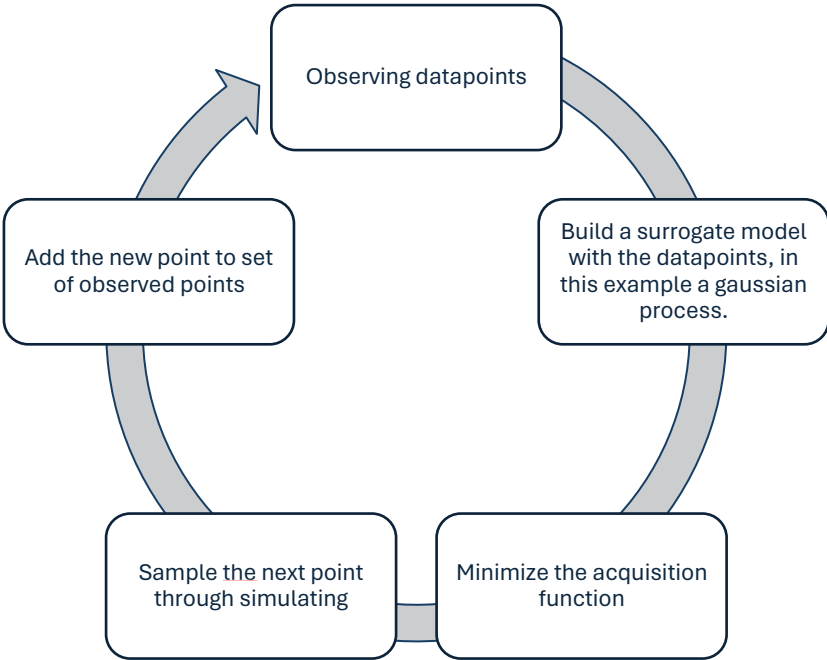 Observing datapoints
Build a surrogate model
with the datapoints, in
this example a gaussian
process.
Minimize the acquisition
function
Sample the next point
through simulating
Add the new point to set
of observed points